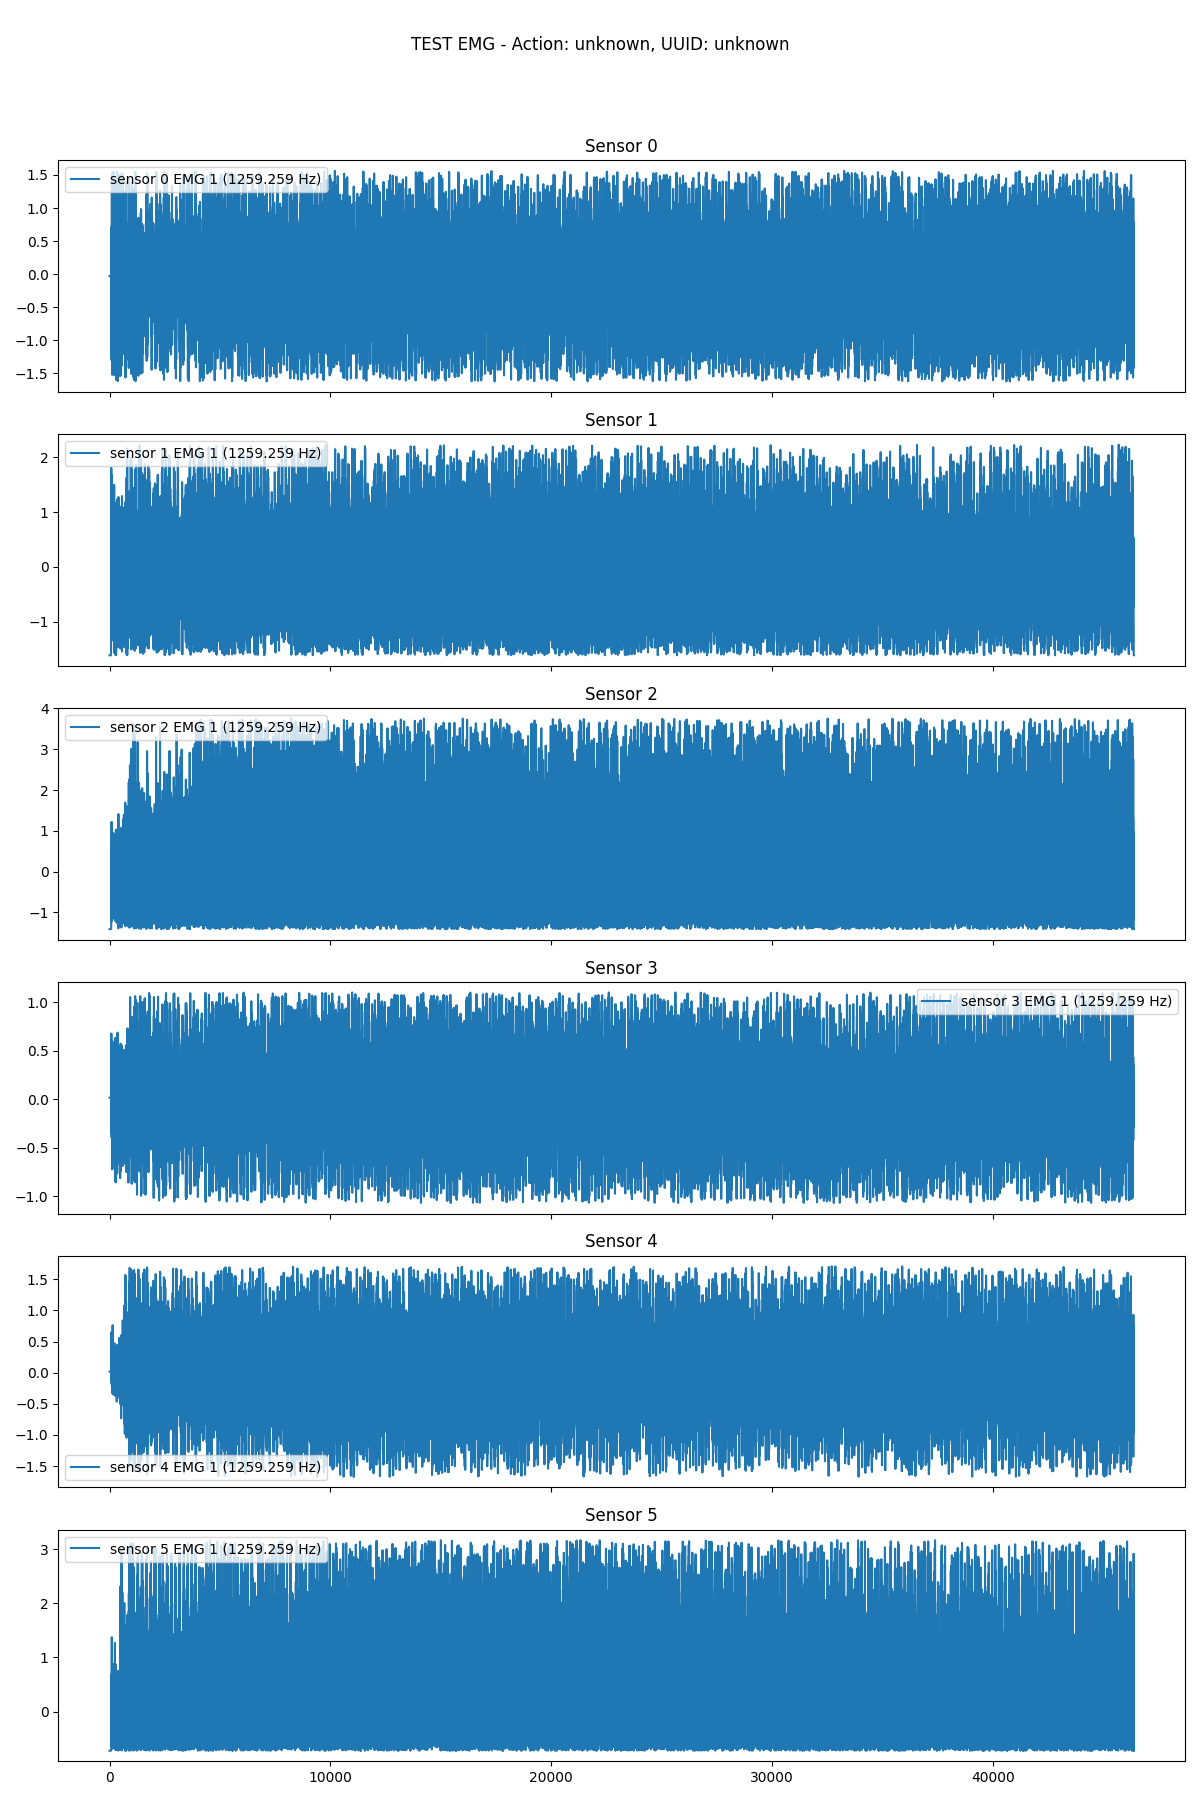 TEST EMG - Action: unknown, UUID: unknown
Sensor 0
sensor 0 EMG 1 (1259.259 Hz)
1.5
1.0
0.5
0.0
−0.5
−1.0
−1.5
Sensor 1
sensor 1 EMG 1 (1259.259 Hz)
2
1
0
−1
Sensor 2
sensor 2 EMG 1 (1259.259 Hz)
4
3
2
1
0
−1
Sensor 3
sensor 3 EMG 1 (1259.259 Hz)
1.0
0.5
0.0
−0.5
−1.0
Sensor 4
1.5
1.0
0.5
0.0
−0.5
−1.0
−1.5
sensor 4 EMG 1 (1259.259 Hz)
Sensor 5
sensor 5 EMG 1 (1259.259 Hz)
3
2
1
0
0 10000 20000 30000 40000